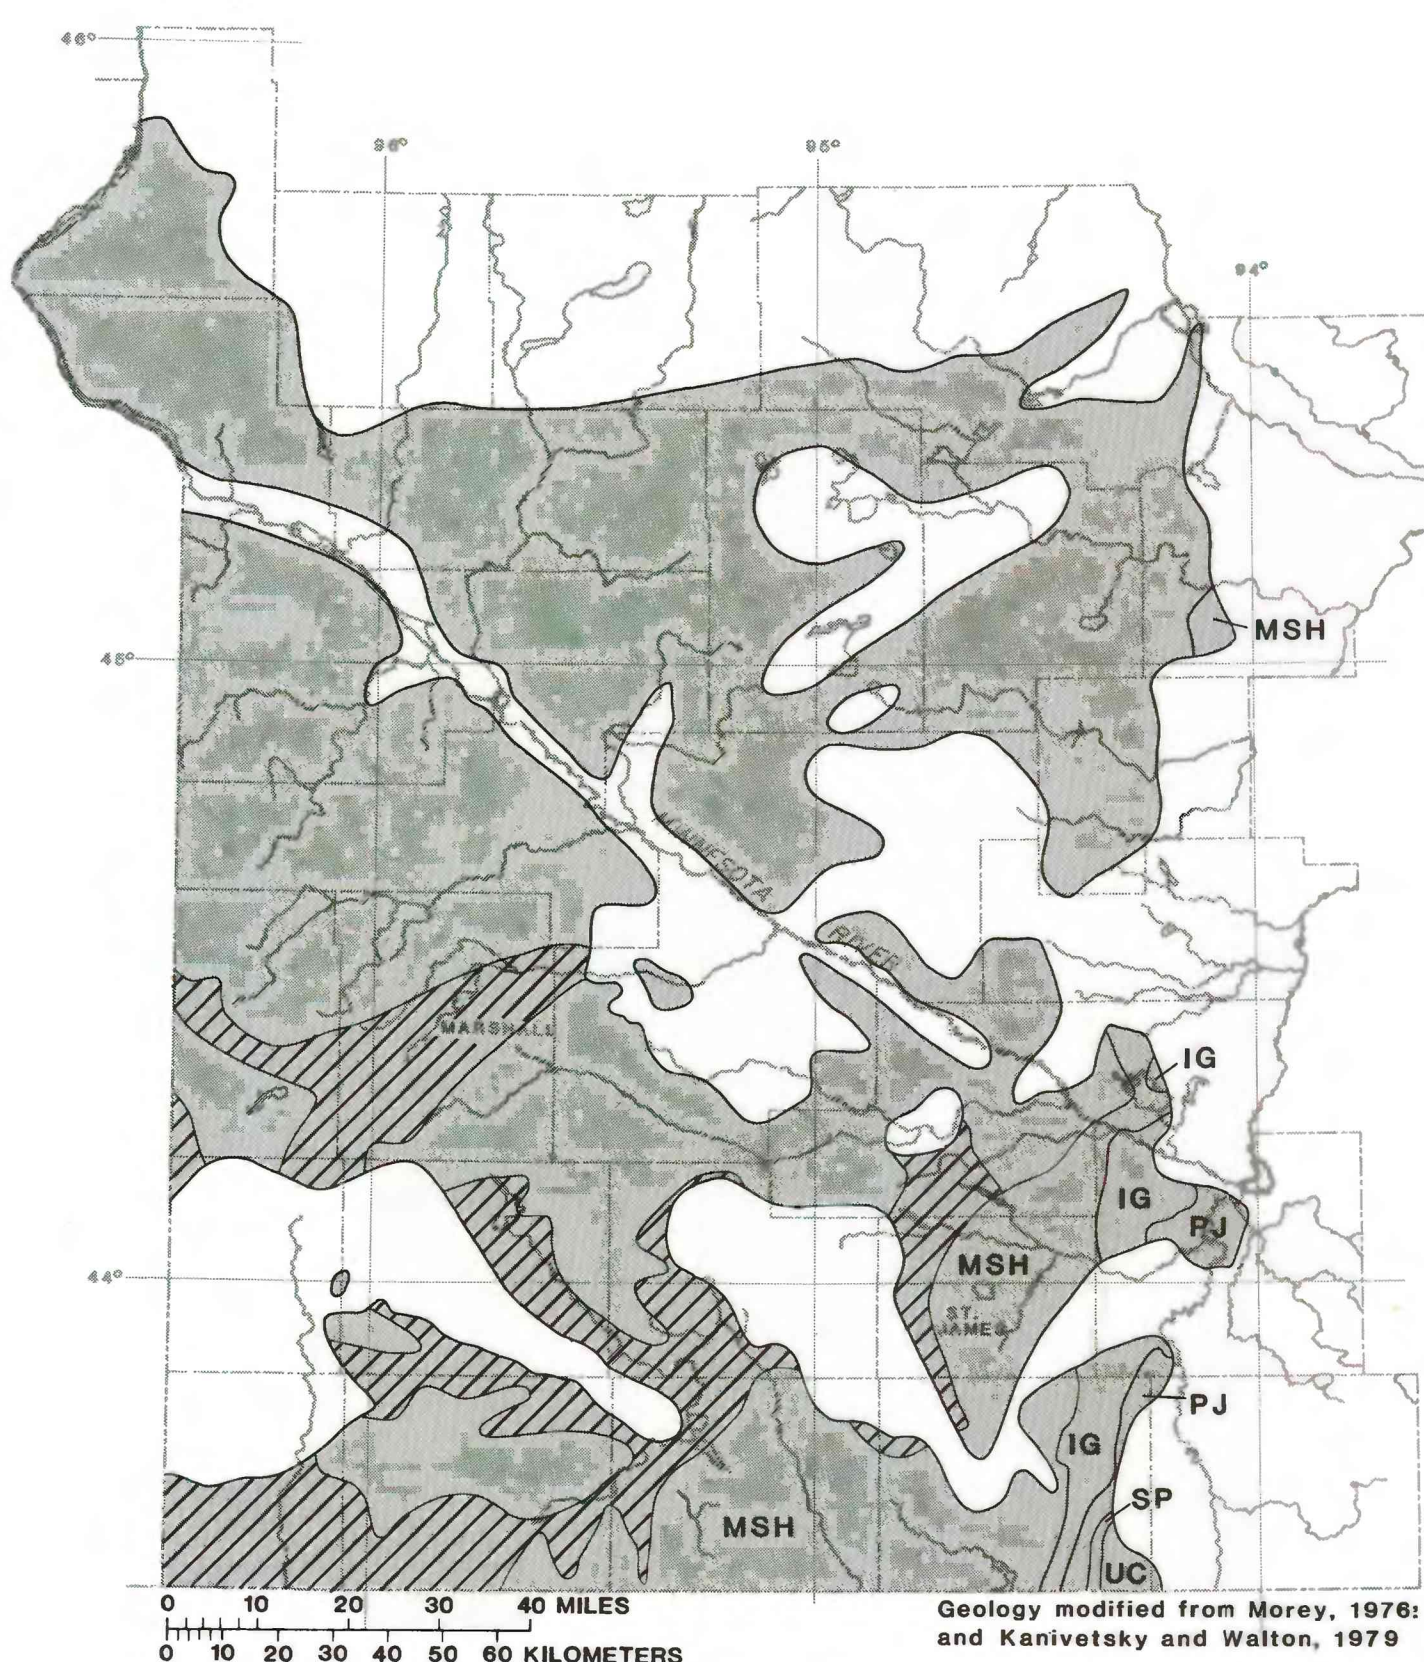 46°
96°
95°
94°
MSH
45°
MINNESOTA
RIVER
MARSHALL
IG
IG
PJ
44°
MSH
ST.
JAMES
PJ
IG
SP
MSH
UC
0 10 20 30 40 MILES
0 10 20 30 40 50 60 KILOMETERS
Geology modified from Morey, 1976;
and Kanivetsky and Walton, 1979